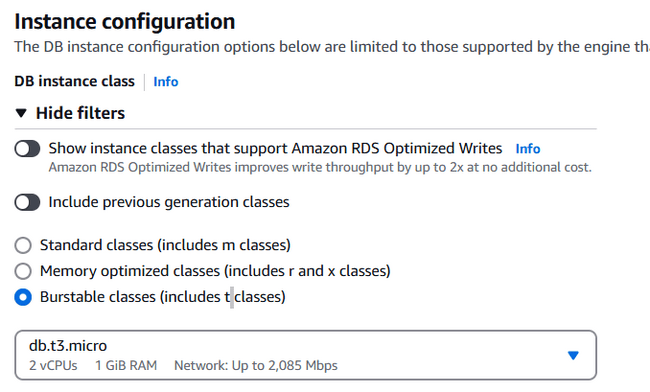 Instance configuration
The DB instance configuration options below are limited to those supported by the engine
DB instance class Info
Hide filters
Show instance classes that support Amazon RDS Optimized Writes Info
Amazon RDS Optimized Writes improves write throughput by up to 2x at no additional cost.
Include previous generation classes
Standard classes (includes m classes)
Memory optimized classes (includes r and x classes)
Burstable classes (includes t classes)
db.t3.micro
2 vCPUs 1 GiB RAM Network: Up to 2,085 Mbps